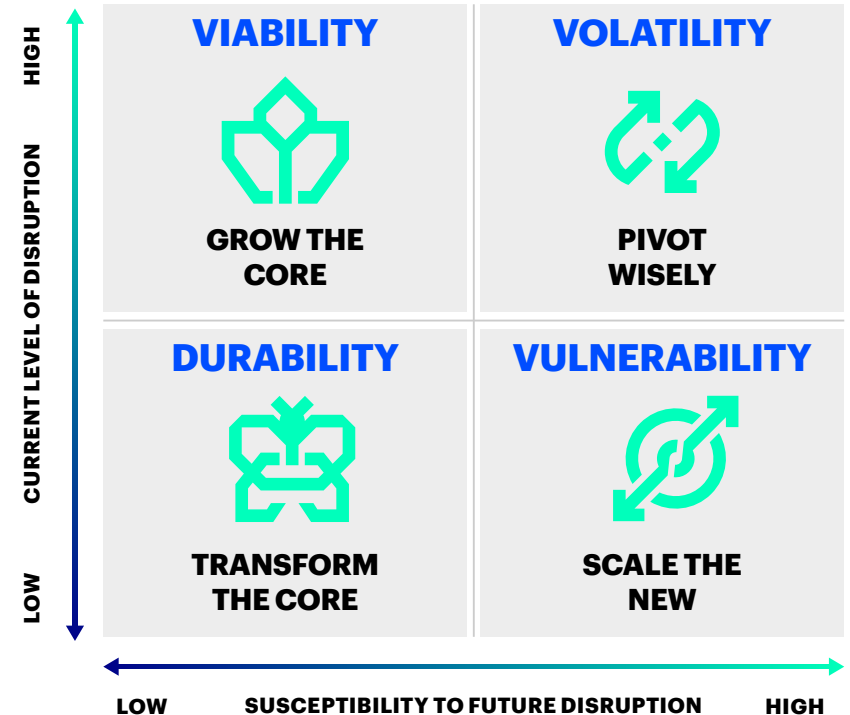 HIGH
CURRENT LEVEL OF DISRUPTION
LOW
VIABILITY
GROW THE
CORE
VOLATILITY
PIVOT
WISELY
DURABILITY
TRANSFORM
THE CORE
VULNERABILITY
SCALE THE
NEW
LOW
SUSCEPTIBILITY TO FUTURE DISRUPTION
HIGH